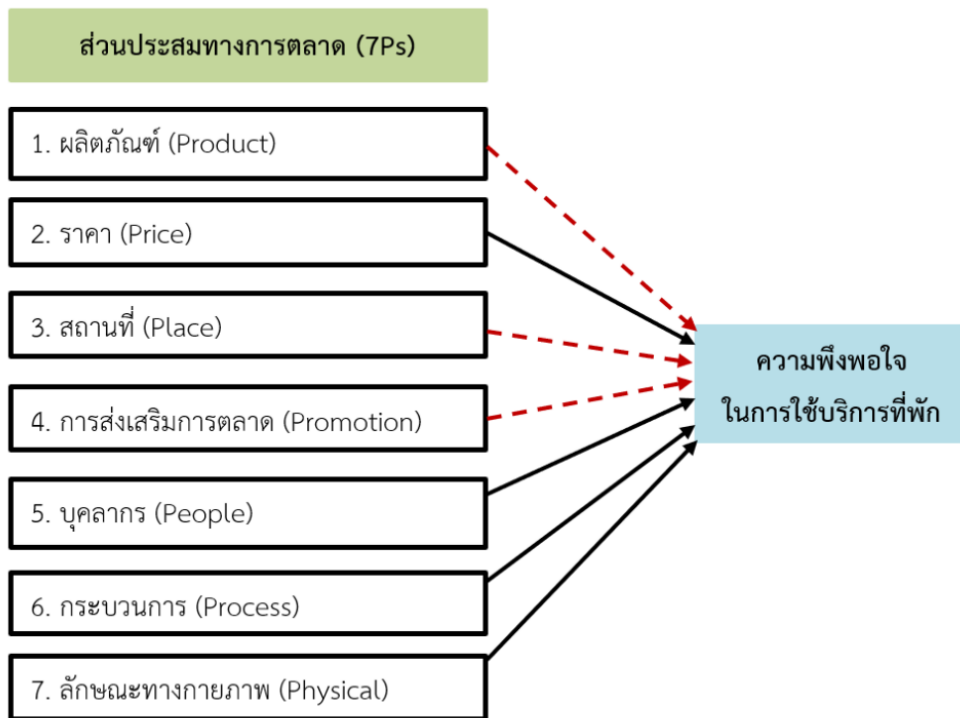 ส่วนประสมทางการตลาด (7Ps)
1. ผลิตภัณฑ์ (Product)
2. ราคา (Price)
3. สถานที่ (Place)
4. การส่งเสริมการตลาด (Promotion)
5. บุคลากร (People)
6. กระบวนการ (Process)
7. ลักษณะทางกายภาพ (Physical)
ความพึงพอใจ
ในการใช้บริการที่พัก